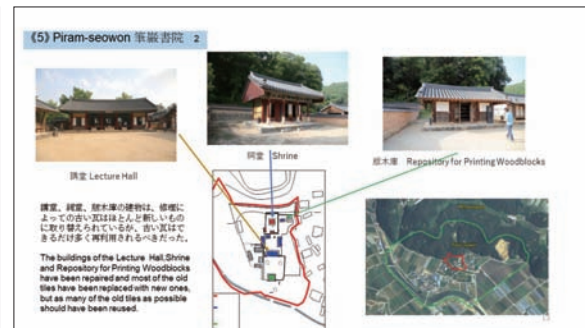 《5》 Piram-seowon 筆巖書院 2
講堂 Lecture Hall
祠堂 Shrine
版木庫 Repository for Printing Woodblocks
講堂、祠堂、版木庫の建物は、修理に
よっての古い瓦はほとんど新しいもの
に取り替えられているが、古い瓦はで
きるだけ多く再利用されるべきだった。
The buildings of the Lecture Hall,Shrine
and Repository for Printing Woodblocks
have been repaired and most of the old
tiles have been replaced with new ones,
but as many of the old tiles as possible
should have been reused.